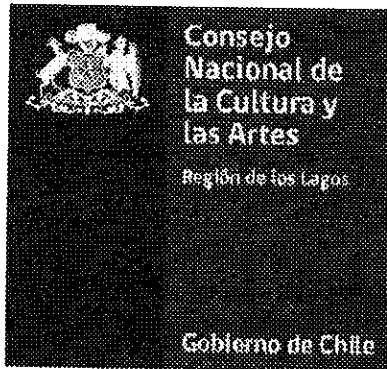 Consejo
Nacional de
la Cultura y
las Artes
Región de los Lagos
Gobierno de Chile